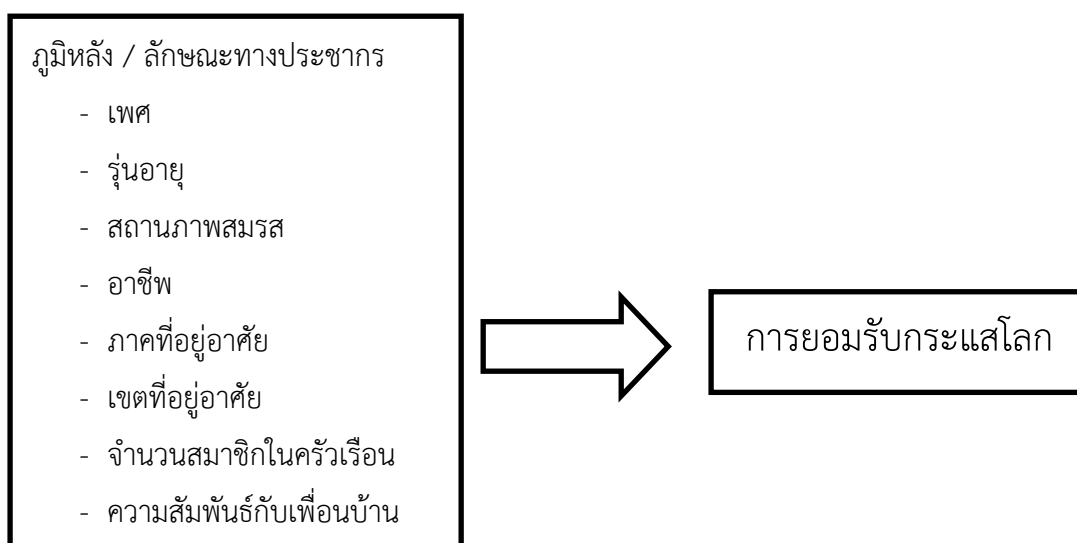 ภูมิหลัง / ลักษณะทางประชากร
- เพศ
- รุ่นอายุ
- สถานภาพสมรส
- อาชีพ
- ภาคที่อยู่อาศัย
- เขตที่อยู่อาศัย
- จำนวนสมาชิกในครัวเรือน
- ความสัมพันธ์กับเพื่อนบ้าน
การยอมรับกระแสโลก